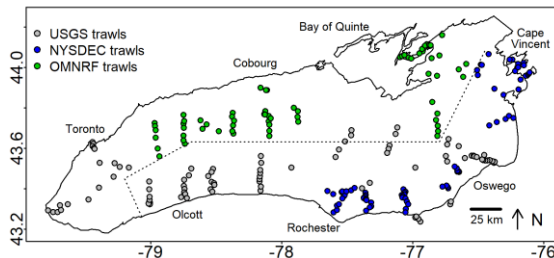 USGS trawls
NYSDEC trawls
OMNRF trawls
Bay of Quinte
Cape
Vincent
Cobourg
Toronto
Olcott
Rochester
Oswego
25 km
N
44.0
43.6
43.2
-79
-78
-77
-76